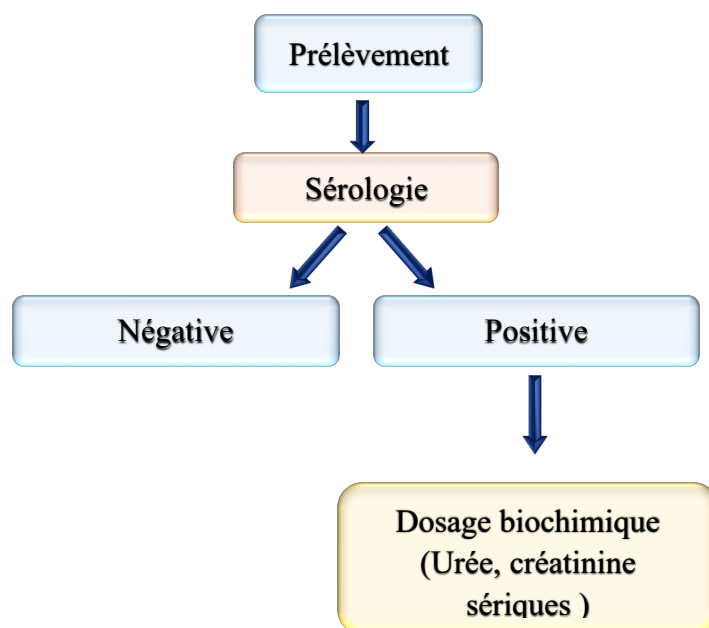 Prélèvement
Sérologie
Négative
Positive
Dosage biochimique
(Urée, créatinine
sériques )